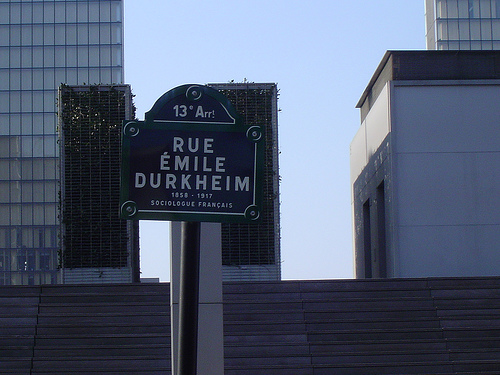 13e Arrt
RUE
ÉMILE
DURKHEIM
1858 - 1917
SOCIOLOGUE FRANÇAIS